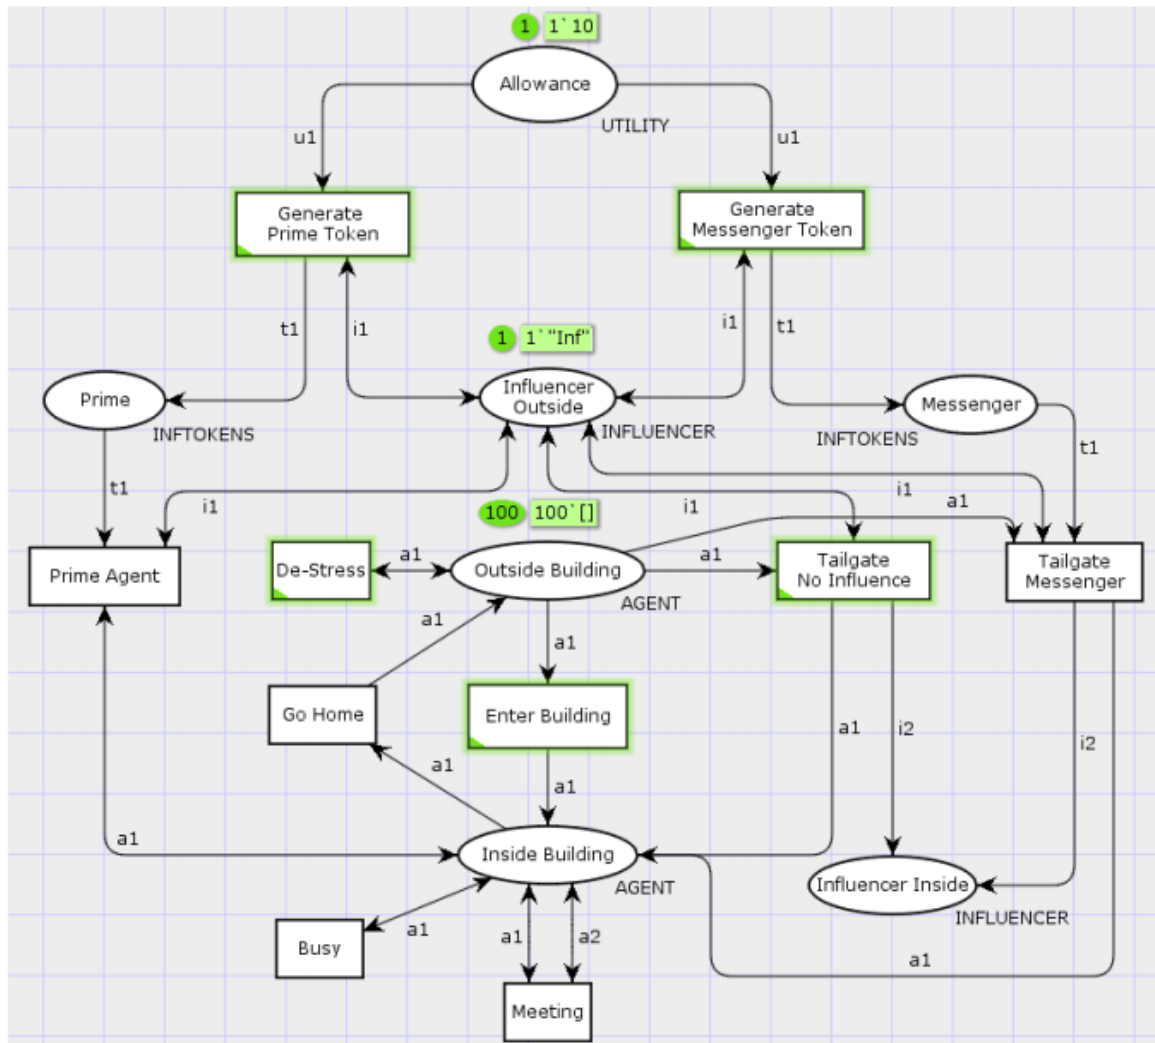 1 1`10
Allowance
UTILITY
u1
u1
Generate
Prime Token
Generate
Messenger Token
t1
i1
i1
t1
1 1`"Inf"
Influencer
Outside
INFLUENCER
Prime
INFTOKENS
Messenger
INFTOKENS
t1
t1
i1
i1
i1
a1
100 100`[]
Prime Agent
De-Stress
a1
Outside Building
AGENT
a1
Tailgate
No Influence
Tailgate
Messenger
a1
a1
Go Home
Enter Building
a1
i2
i2
a1
a1
a1
Inside Building
AGENT
Influencer Inside
INFLUENCER
Busy
a1
a1
a2
a1
Meeting